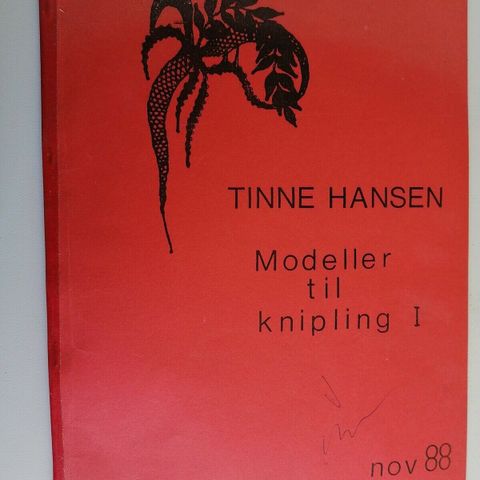 TINNE HANSEN
Modeller
til
knipling I
nov 88